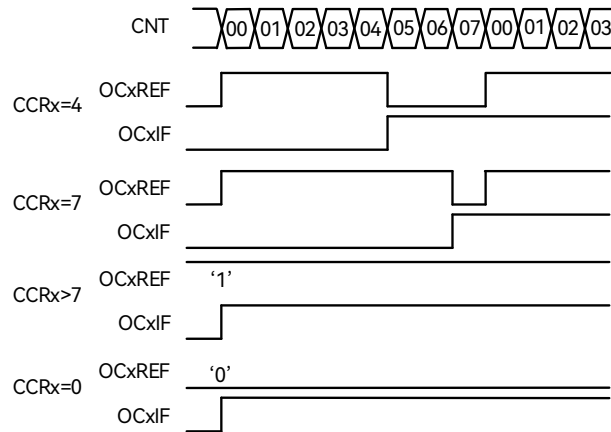 CNT 00 01 02 03 04 05 06 07 00 01 02 03
CCRx=4 OCxREF
OCxIF
CCRx=7 OCxREF
OCxIF
CCRx>7 OCxREF ‘1’
OCxIF
CCRx=0 OCxREF ‘0’
OCxIF